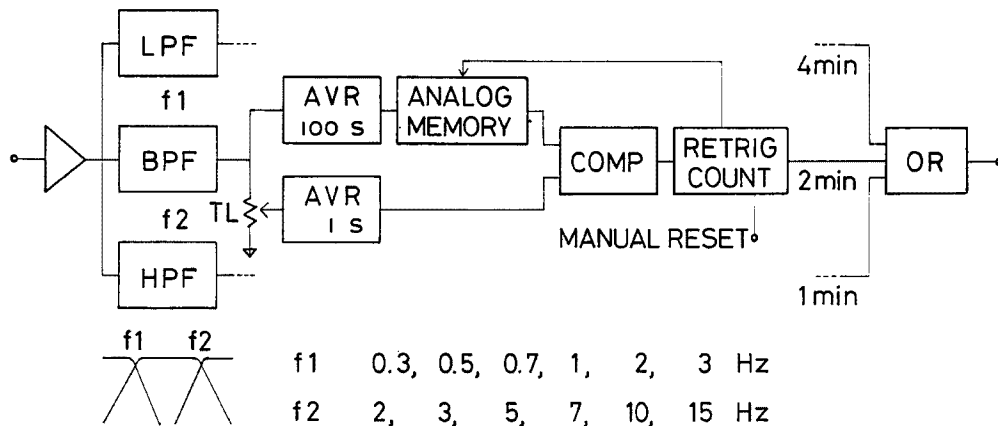 LPF
f1
BPF
f2
HPF
TL
AVR
100 S
AVR
1 S
ANALOG
MEMORY
COMP
RETRIG
COUNT
MANUAL RESET
4min
2min
1min
OR
f1 f2
f1 0.3, 0.5, 0.7, 1, 2, 3 Hz
f2 2, 3, 5, 7, 10, 15 Hz